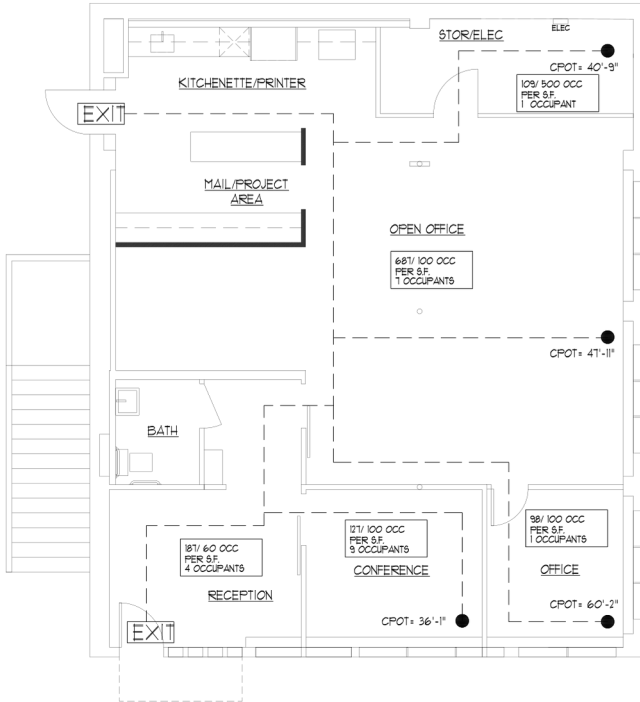 STOR/ELEC
ELEC
CPOT= 40'-9"
109/ 500 OCC
PER S.F.
1 OCCUPANT
KITCHENETTE/PRINTER
EXIT
MAIL/PROJECT
AREA
OPEN OFFICE
687/ 100 OCC
PER S.F.
7 OCCUPANTS
CPOT= 47'-11"
BATH
187/ 60 OCC
PER S.F.
4 OCCUPANTS
RECEPTION
127/ 100 OCC
PER S.F.
9 OCCUPANTS
CONFERENCE
98/ 100 OCC
PER S.F.
1 OCCUPANTS
OFFICE
CPOT= 36'-1"
CPOT= 60'-2"
EXIT